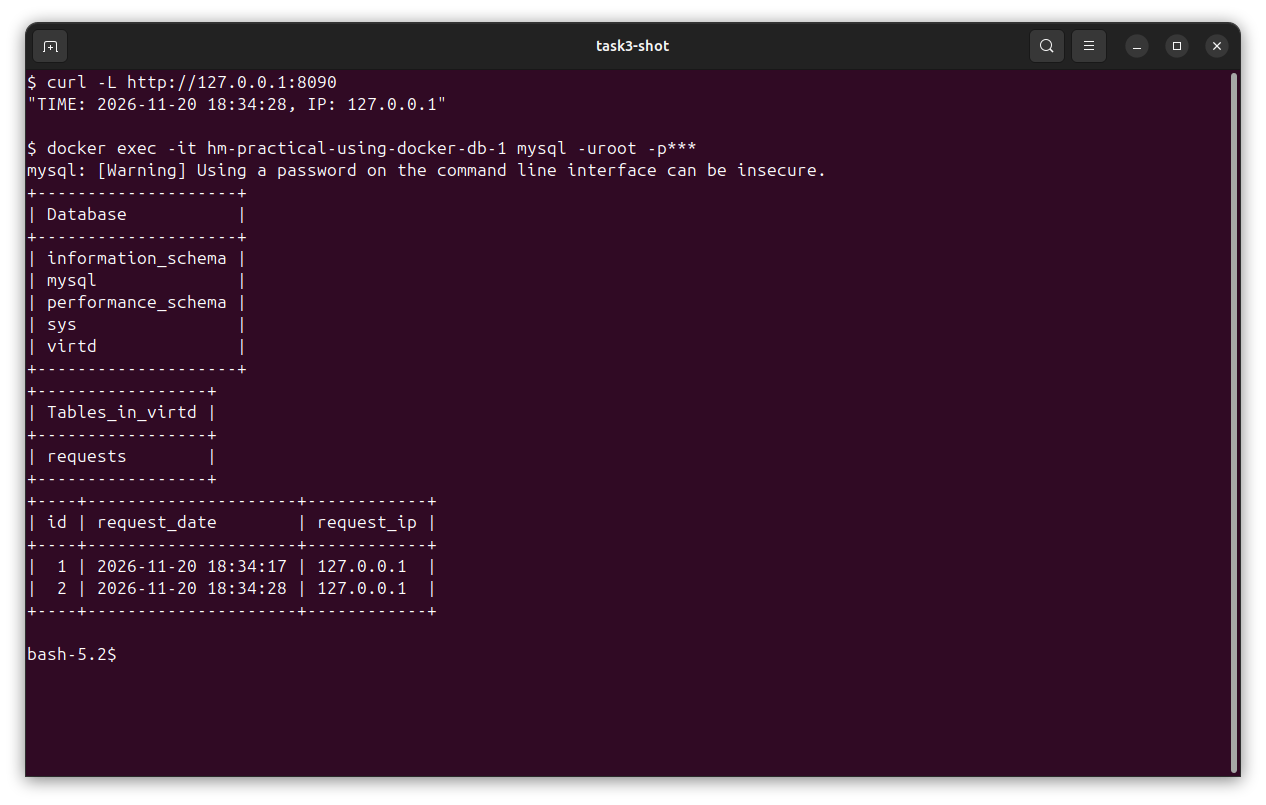 task3-shot
$ curl -L http://127.0.0.1:8090
"TIME: 2026-11-20 18:34:28, IP: 127.0.0.1"
$ docker exec -it hm-practical-using-docker-db-1 mysql -uroot -p***
mysql: [Warning] Using a password on the command line interface can be insecure.
+--------------------+
| Database           |
+--------------------+
| information_schema |
| mysql              |
| performance_schema |
| sys                |
| virtd              |
+--------------------+
+-----------------+
| Tables_in_virtd |
+-----------------+
| requests        |
+-----------------+
+----+---------------------+------------+
| id | request_date        | request_ip |
+----+---------------------+------------+
|  1 | 2026-11-20 18:34:17 | 127.0.0.1  |
|  2 | 2026-11-20 18:34:28 | 127.0.0.1  |
+----+---------------------+------------+
bash-5.2$